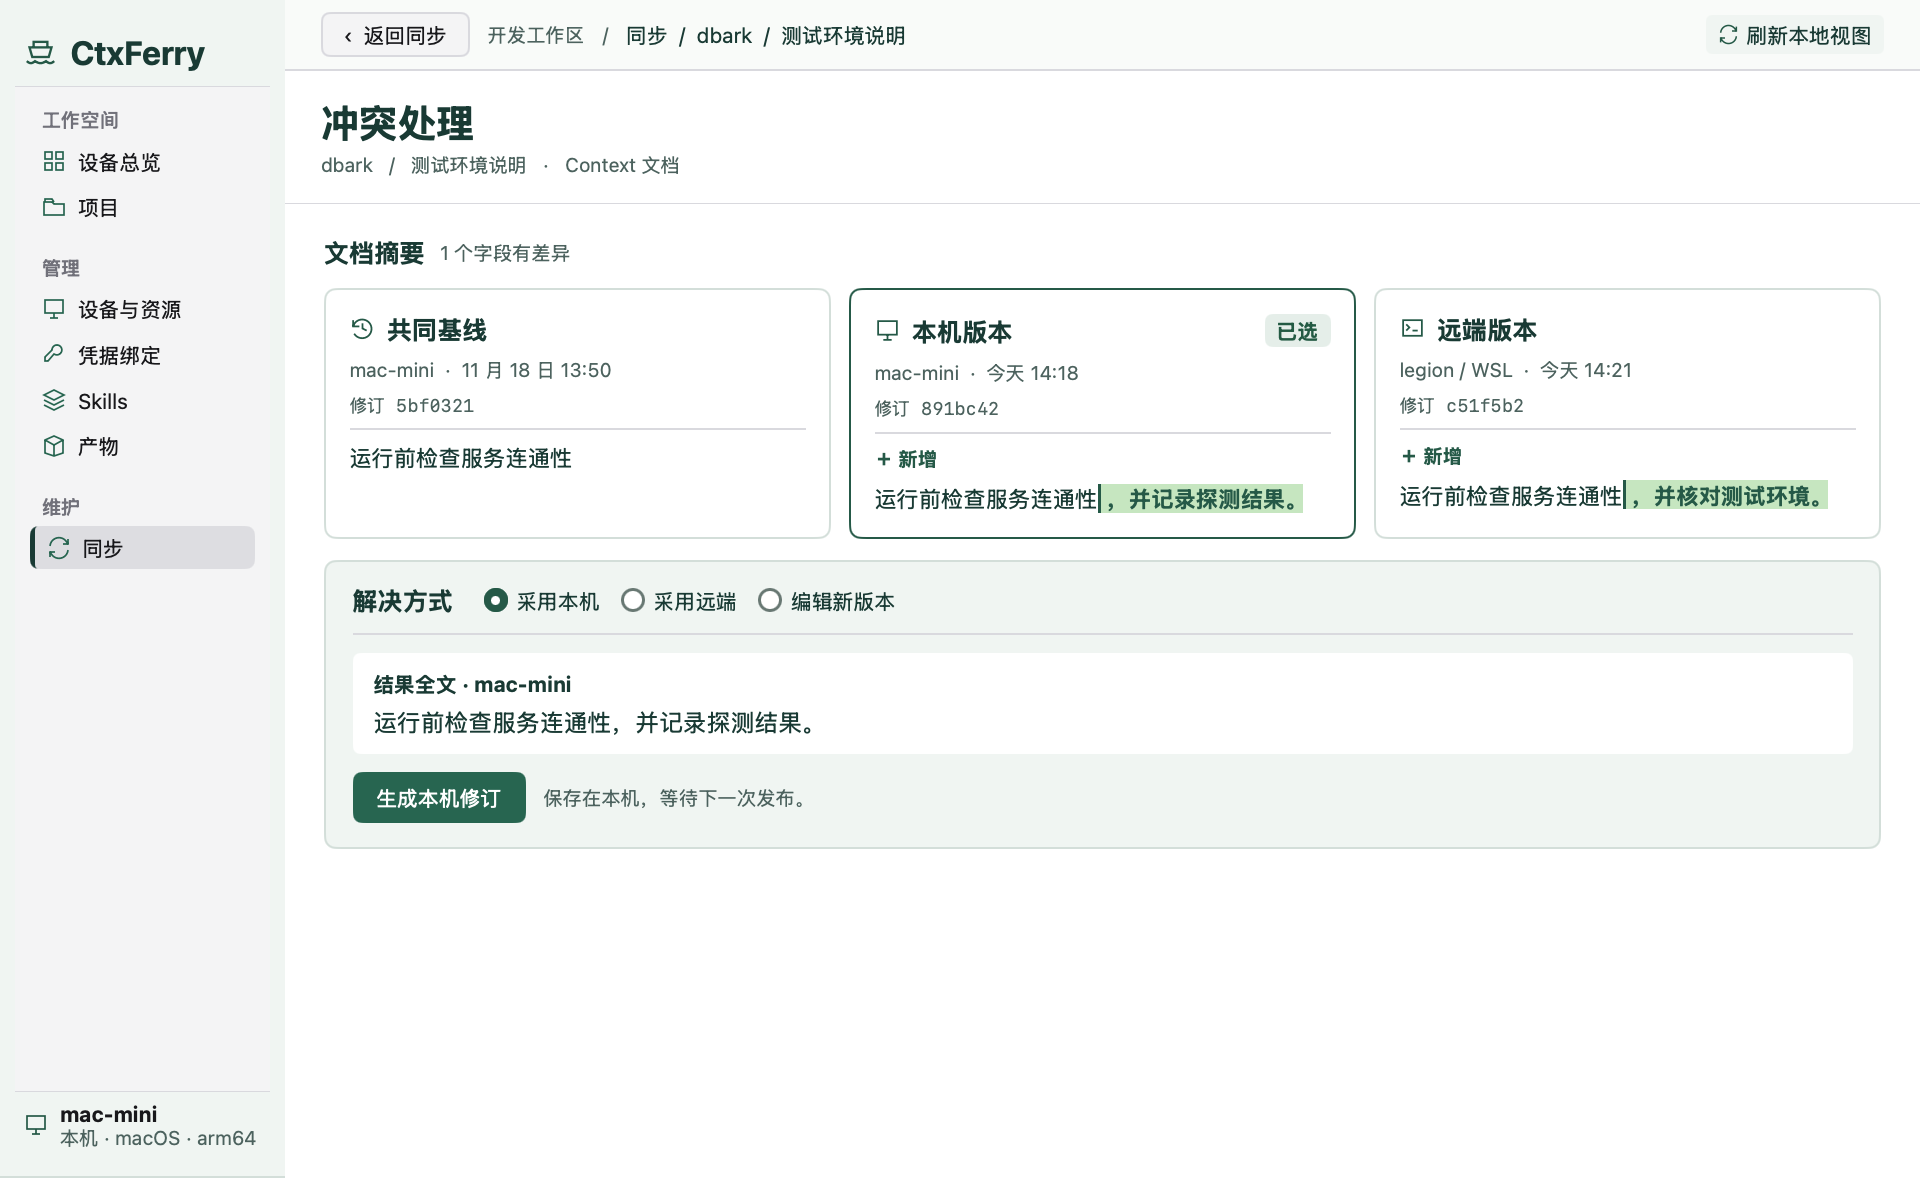 CtxFerry
工作空间
设备总览
项目
管理
设备与资源
凭据绑定
Skills
产物
维护
同步
mac-mini
本机 · macOS · arm64
‹ 返回同步
开发工作区 / 同步 / dbark / 测试环境说明
刷新本地视图
冲突处理
dbark / 测试环境说明 · Context 文档
文档摘要 1 个字段有差异
共同基线
mac-mini · 11 月 18 日 13:50
修订 5bf0321
运行前检查服务连通性
本机版本 已选
mac-mini · 今天 14:18
修订 891bc42
+ 新增
运行前检查服务连通性，并记录探测结果。
远端版本
legion / WSL · 今天 14:21
修订 c51f5b2
+ 新增
运行前检查服务连通性，并核对测试环境。
解决方式 采用本机 采用远端 编辑新版本
结果全文 · mac-mini
运行前检查服务连通性，并记录探测结果。
生成本机修订 保存在本机，等待下一次发布。